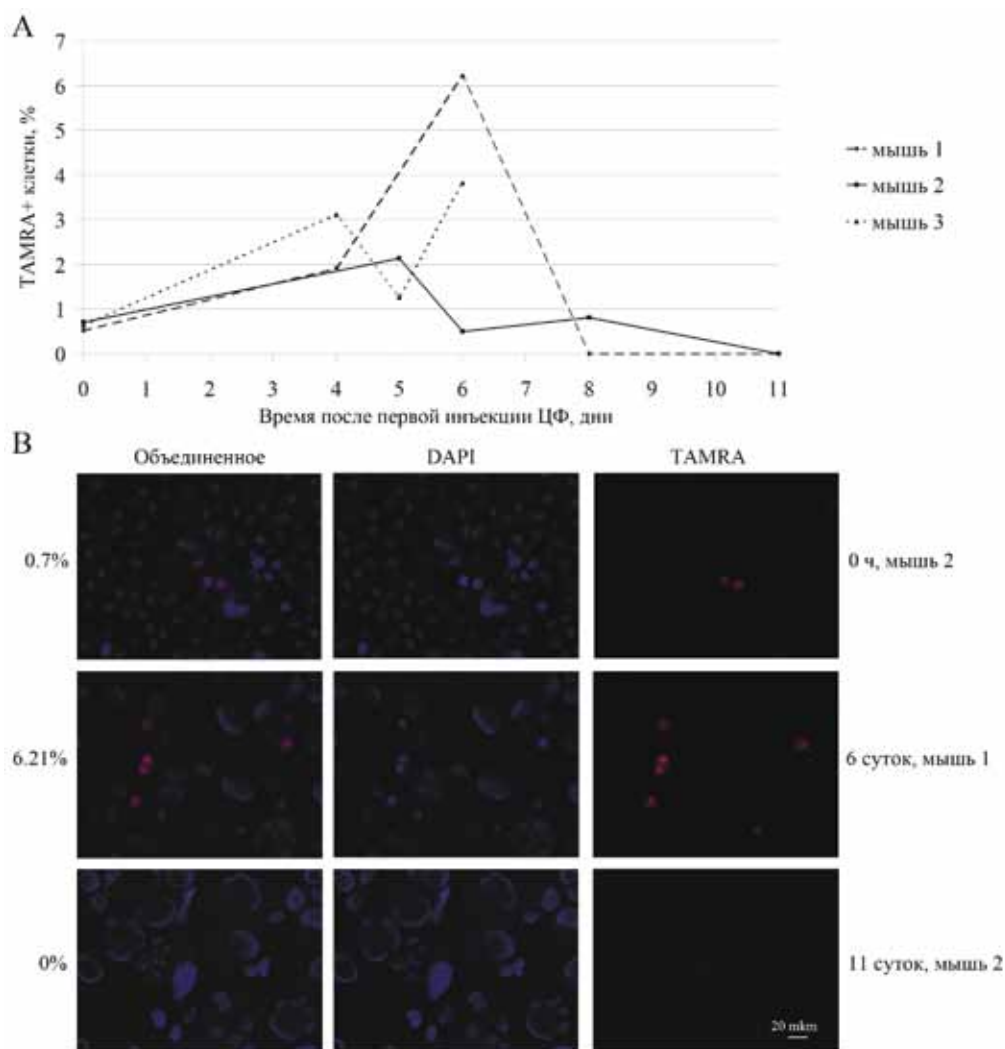 A
7
6
5
4
3
2
1
0
TAMRA+ клетки, %
0 1 2 3 4 5 6 7 8 9 10 11
Время после первой инъекции ЦФ, дни
мышь 1
мышь 2
мышь 3
B
Объединенное DAPI TAMRA
0.7% 0 ч, мышь 2
6.21% 6 суток, мышь 1
0% 11 суток, мышь 2
20 mkm